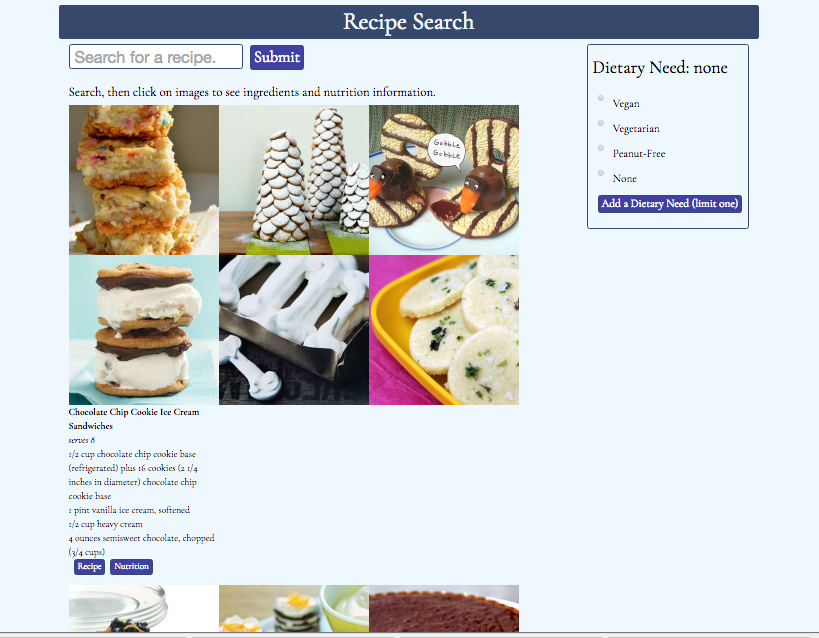 Recipe Search
Search for a recipe.
Submit
Dietary Need: none
Vegan
Vegetarian
Peanut-Free
None
Add a Dietary Need (limit one)
Search, then click on images to see ingredients and nutrition information.
Gobble
Gobble
Chocolate Chip Cookie Ice Cream
Sandwiches
serves 8
1/2 cup chocolate chip cookie base
(refrigerated) plus 16 cookies (2 1/4
inches in diameter) chocolate chip
cookie base
1 pint vanilla ice cream, softened
1/2 cup heavy cream
4 ounces semisweet chocolate, chopped
(3/4 cups)
Recipe
Nutrition